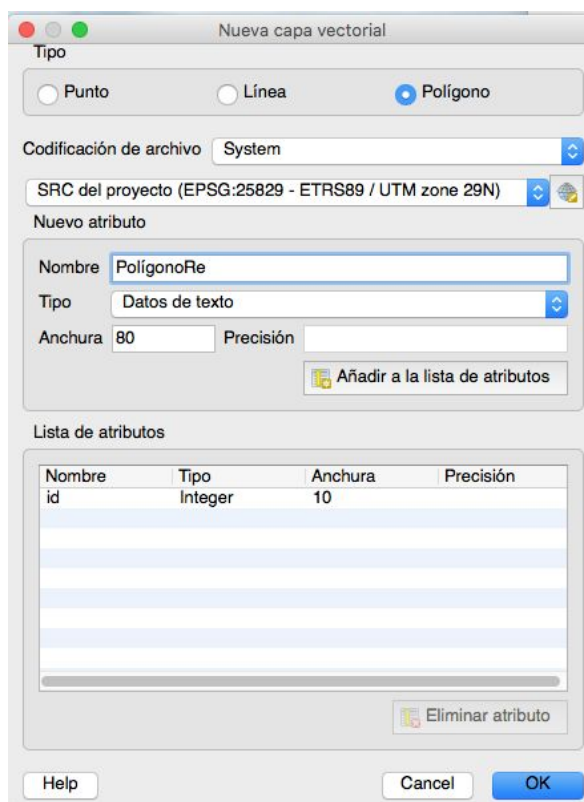 Nueva capa vectorial
Tipo
Punto Línea Polígono
Codificación de archivo System
SRC del proyecto (EPSG:25829 - ETRS89 / UTM zone 29N)
Nuevo atributo
Nombre PolígonoRe
Tipo Datos de texto
Anchura 80 Precisión
Añadir a la lista de atributos
Lista de atributos
Nombre Tipo Anchura Precisión
id Integer 10
Eliminar atributo
Help Cancel OK